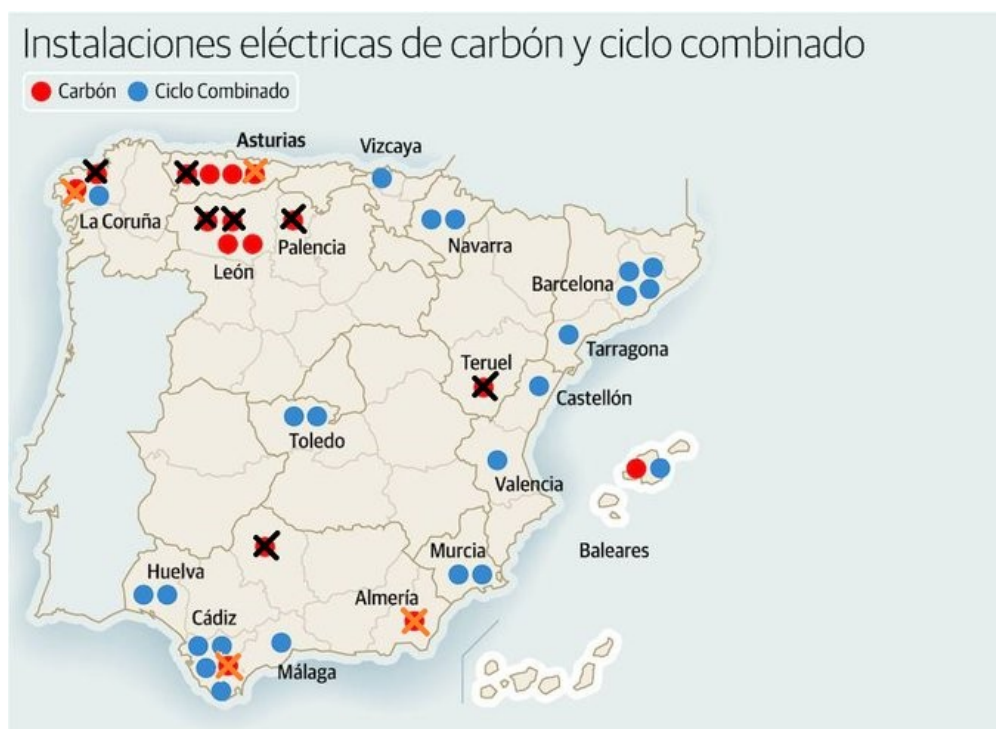 Instalaciones eléctricas de carbón y ciclo combinado
Carbón
Ciclo Combinado
Asturias
Vizcaya
La Coruña
Palencia
Navarra
León
Barcelona
Tarragona
Teruel
Castellón
Toledo
Valencia
Baleares
Murcia
Huelva
Almería
Cádiz
Málaga